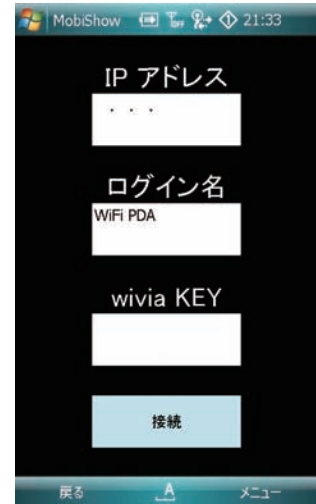 MobiShow 21:33
IP アドレス
. . .
ログイン名
WiFi PDA
wivia KEY
接続
戻る A メニュー